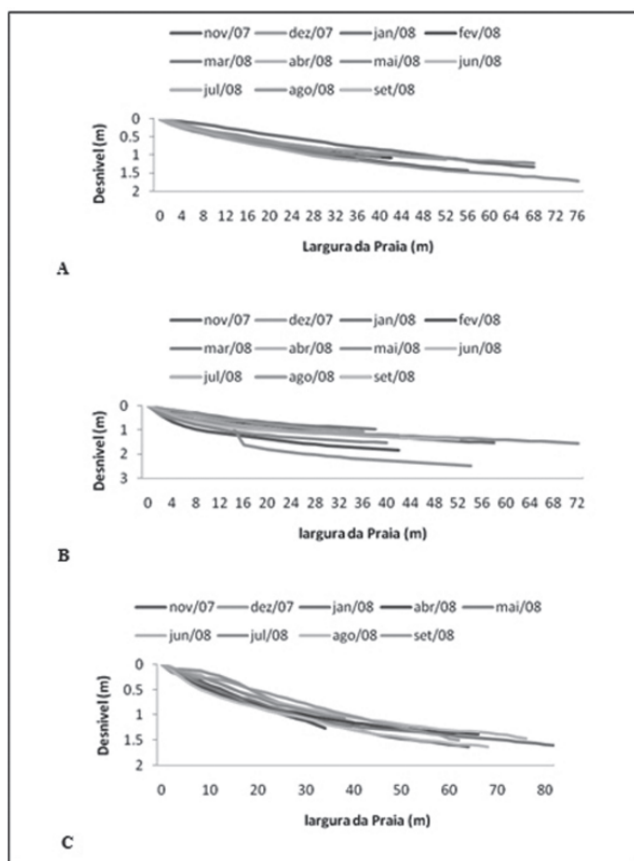 nov/07 dez/07 jan/08 fev/08
mar/08 abr/08 mai/08 jun/08
jul/08 ago/08 set/08
Desnivel (m)
0
0.5
1
1.5
2
0 4 8 12 16 20 24 28 32 36 40 44 48 52 56 60 64 68 72 76
Largura da Praia (m)
A
nov/07 dez/07 jan/08 fev/08
mar/08 abr/08 mai/08 jun/08
jul/08 ago/08 set/08
Desnivel (m)
0
1
2
3
0 4 8 12 16 20 24 28 32 36 40 44 48 52 56 60 64 68 72
largura da Praia (m)
B
nov/07 dez/07 jan/08 abr/08 mai/08
jun/08 jul/08 ago/08 set/08
Desnivel (m)
0
0.5
1
1.5
2
0 10 20 30 40 50 60 70 80
largura da Praia (m)
C